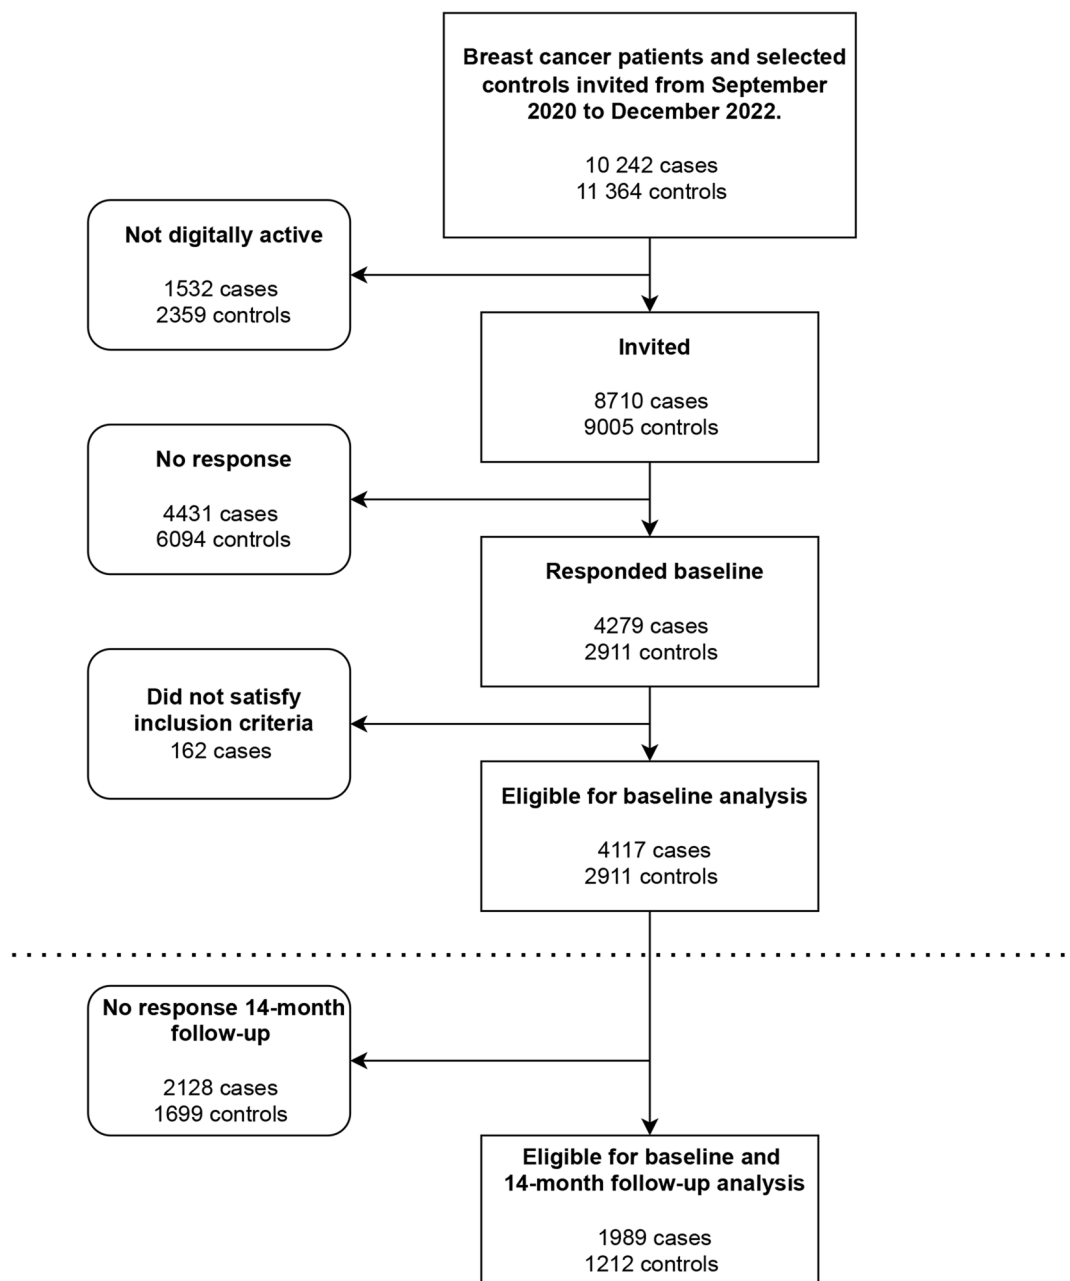 Breast cancer patients and selected
controls invited from September
2020 to December 2022.
10 242 cases
11 364 controls
Not digitally active
1532 cases
2359 controls
Invited
8710 cases
9005 controls
No response
4431 cases
6094 controls
Responded baseline
4279 cases
2911 controls
Did not satisfy
inclusion criteria
162 cases
Eligible for baseline analysis
4117 cases
2911 controls
No response 14-month
follow-up
2128 cases
1699 controls
Eligible for baseline and
14-month follow-up analysis
1989 cases
1212 controls